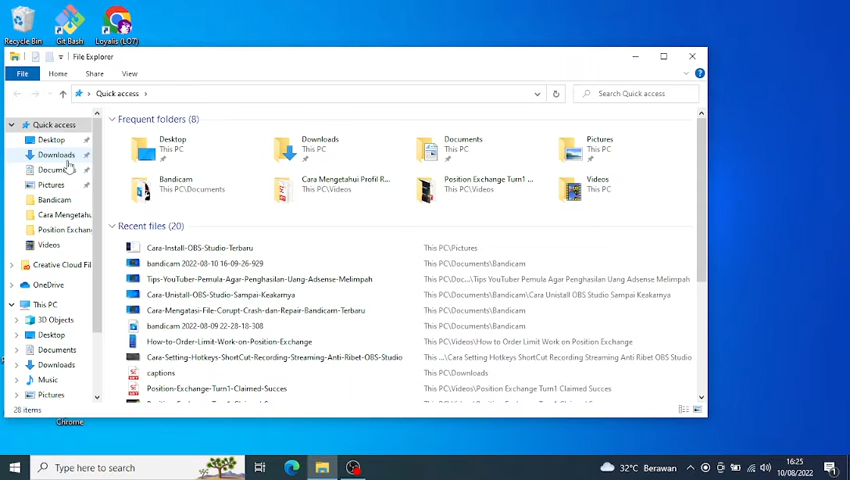 Recycle Bin
Git Bash
Loyalis (LO7)
File Explorer
File
Home
Share
View
Quick access
Search Quick access
Quick access
Desktop
Downloads
Pictures
Bandicam
Cara Mengetahu
Position Exchan
Videos
Creative Cloud Fil
OneDrive
This PC
3D Objects
Desktop
Documents
Downloads
Music
Pictures
28 items
Frequent folders (8)
Desktop
This PC
Downloads
This PC
Documents
This PC
Pictures
This PC
Bandicam
This PC\Documents
Cara Mengetahui Profil R...
This PC\Videos
Position Exchange Turn1 ...
This PC\Videos
Videos
This PC
Recent files (20)
Cara-Install-OBS-Studio-Terbaru This PC\Pictures
bandicam 2022-08-10 16-09-26-929 This PC\Documents\Bandicam
Tips-YouTuber-Pemula-Agar-Penghasilan-Uang-Adsense-Melimpah This PC\Doc...\Tips YouTuber Pemula Agar Penghasilan Uang Adsense Melimpah
Cara-Unistall-OBS-Studio-Sampai-Keakarnya This PC\Documents\Bandicam\Cara Unistall OBS Studio Sampai Keakarnya
Cara-Mengatasi-File-Corupt-Crash-dan-Repair-Bandicam-Terbaru This PC\Documents\Bandicam
bandicam 2022-08-09 22-28-18-308 This PC\Documents\Bandicam
How-to-Order-Limit-Work-on-Position-Exchange This PC\Videos\How to Order Limit Work on Position Exchange
Cara-Setting-Hotkeys-ShortCut-Recording-Streaming-Anti-Ribet-OBS-Studio This PC\...\Cara Setting Hotkeys ShortCut Recording Streaming Anti Ribet OBS Studio
captions This PC\Downloads
Position-Exchange-Turn1-Claimed-Succes This PC\Videos\Position Exchange Turn1 Claimed Succes
Chrome
Type here to search
32°C Berawan
16:25
10/08/2022